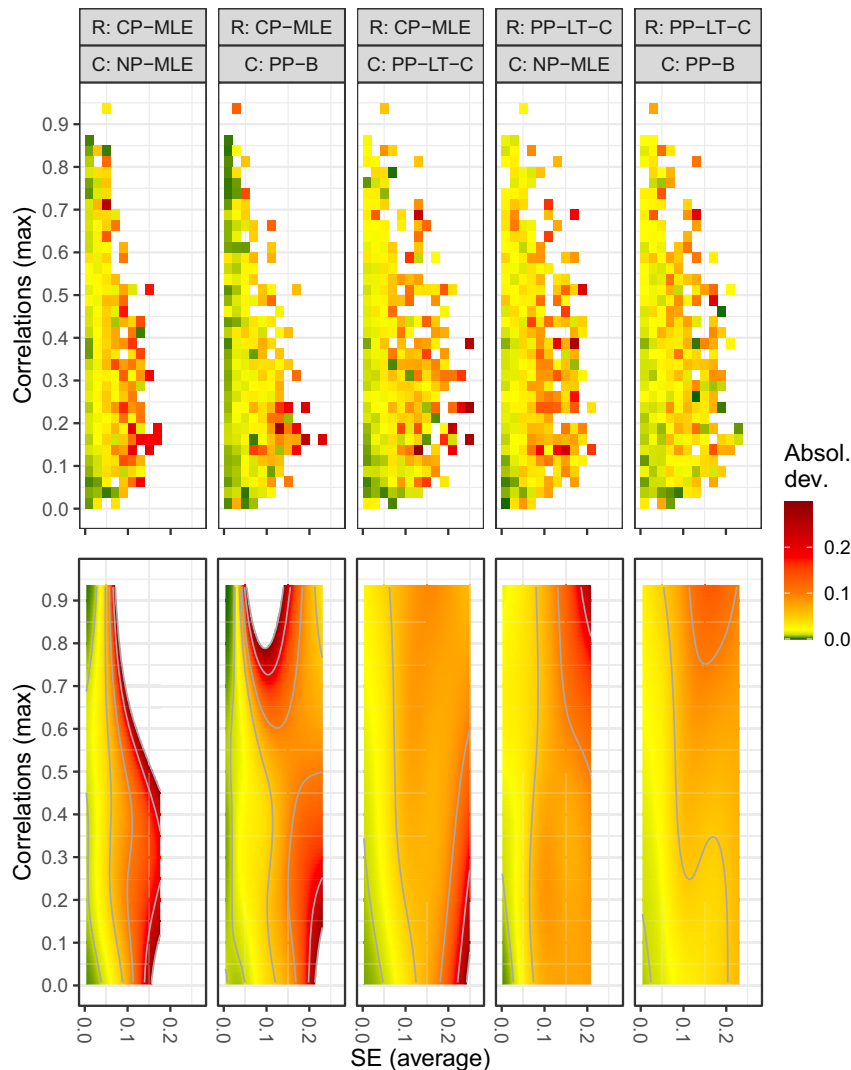 R: CP−MLE R: CP−MLE R: CP−MLE R: PP−LT−C R: PP−LT−C
C: NP−MLE C: PP−B C: PP−LT−C C: NP−MLE C: PP−B
Correlations (max)
0.9
0.8
0.7
0.6
0.5
0.4
0.3
0.2
0.1
0.0
Absol.
dev.
0.2
0.1
0.0
Correlations (max)
0.9
0.8
0.7
0.6
0.5
0.4
0.3
0.2
0.1
0.0
0.0 0.1 0.2 0.0 0.1 0.2 0.0 0.1 0.2 0.0 0.1 0.2 0.0 0.1 0.2
SE (average)